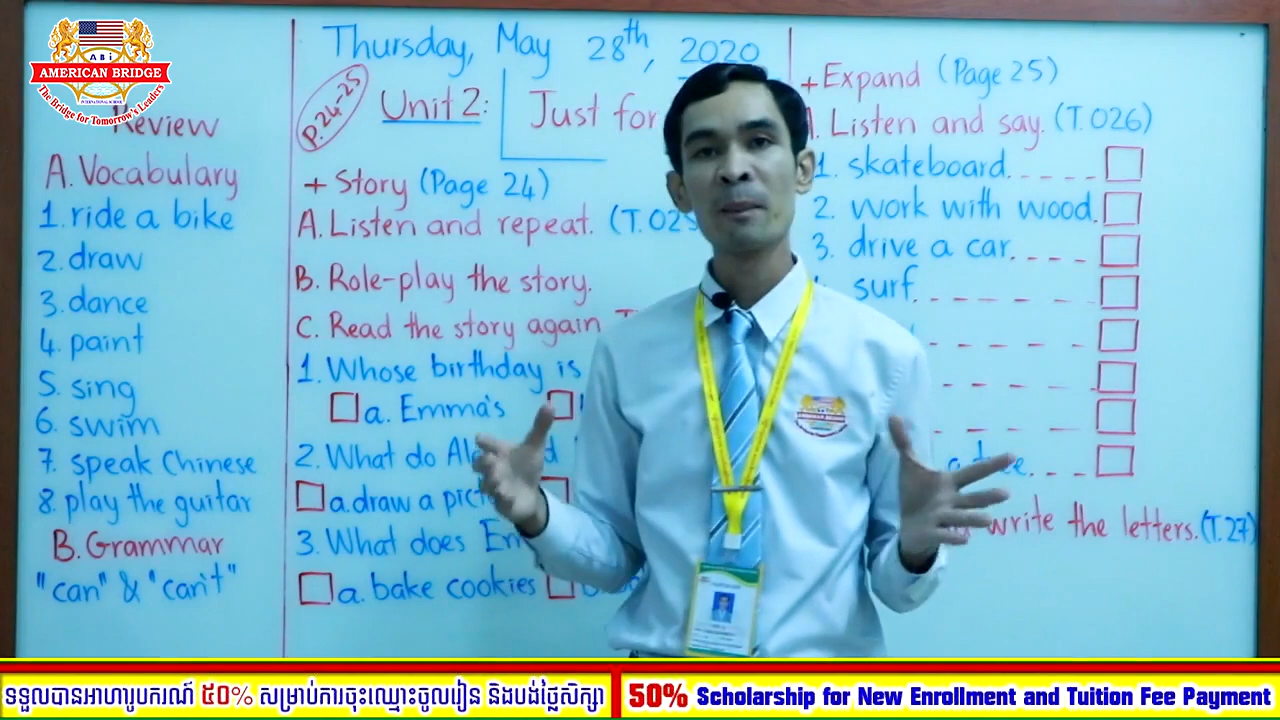 ABi
AMERICAN BRIDGE
INTERNATIONAL SCHOOL
The Bridge for Tomorrow's Leaders
Review
A. Vocabulary
1. ride a bike
2. draw
3. dance
4. paint
5. sing
6. swim
7. speak Chinese
8. play the guitar
B. Grammar
"can" & "can't"
Thursday, May 28th, 2020
P.24-25
Unit 2: Just for
+ Story (Page 24)
A. Listen and repeat. (T.025
B. Role-play the story.
C. Read the story again
1. Whose birthday is
a. Emma's
2. What do
a. draw a
3. What does
a. bake cookies
+ Expand (Page 25)
Listen and say. (T.026)
1. skateboard
2. work with wood.
3. drive a car
surf
write the letters. (T.27)
ទទួលបានអាហារូបករណ៍ ៥០% សម្រាប់ការចុះឈ្មោះចូលរៀន និងបង់ថ្លៃសិក្សា
50% Scholarship for New Enrollment and Tuition Fee Payment